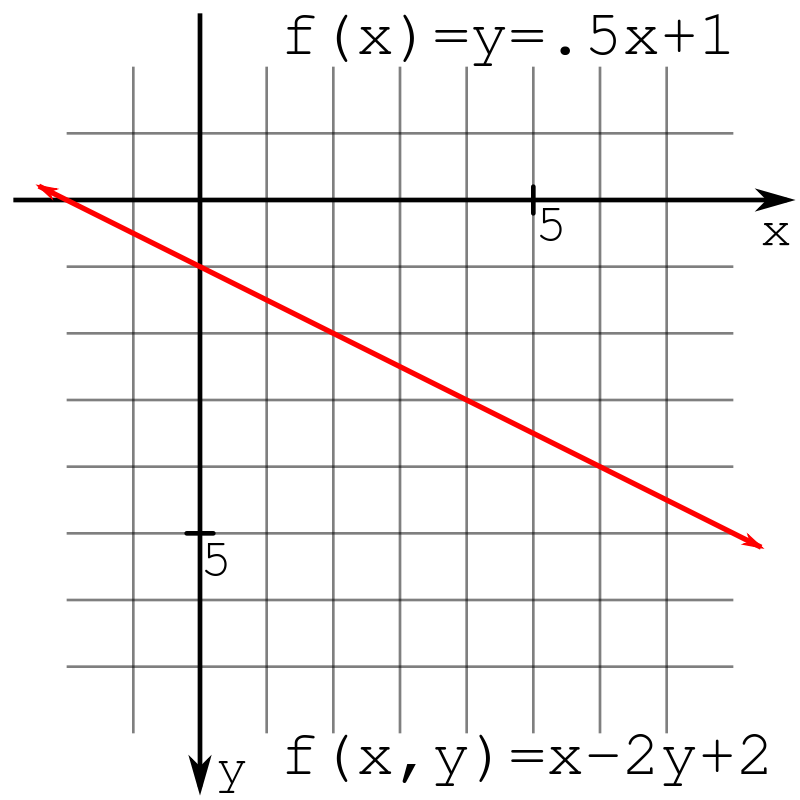 f(x)=y=.5x+1
5
x
5
y
f(x,y)=x-2y+2